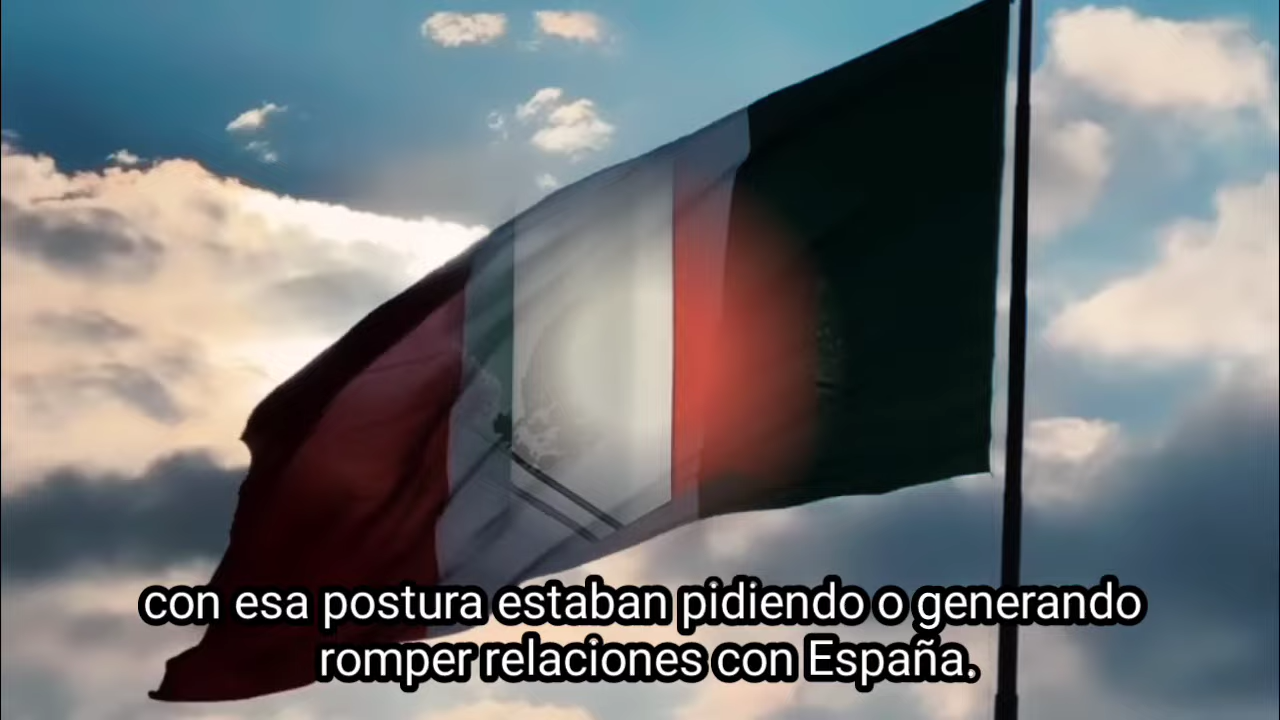 con esa postura estaban pidiendo o generando
romper relaciones con España.